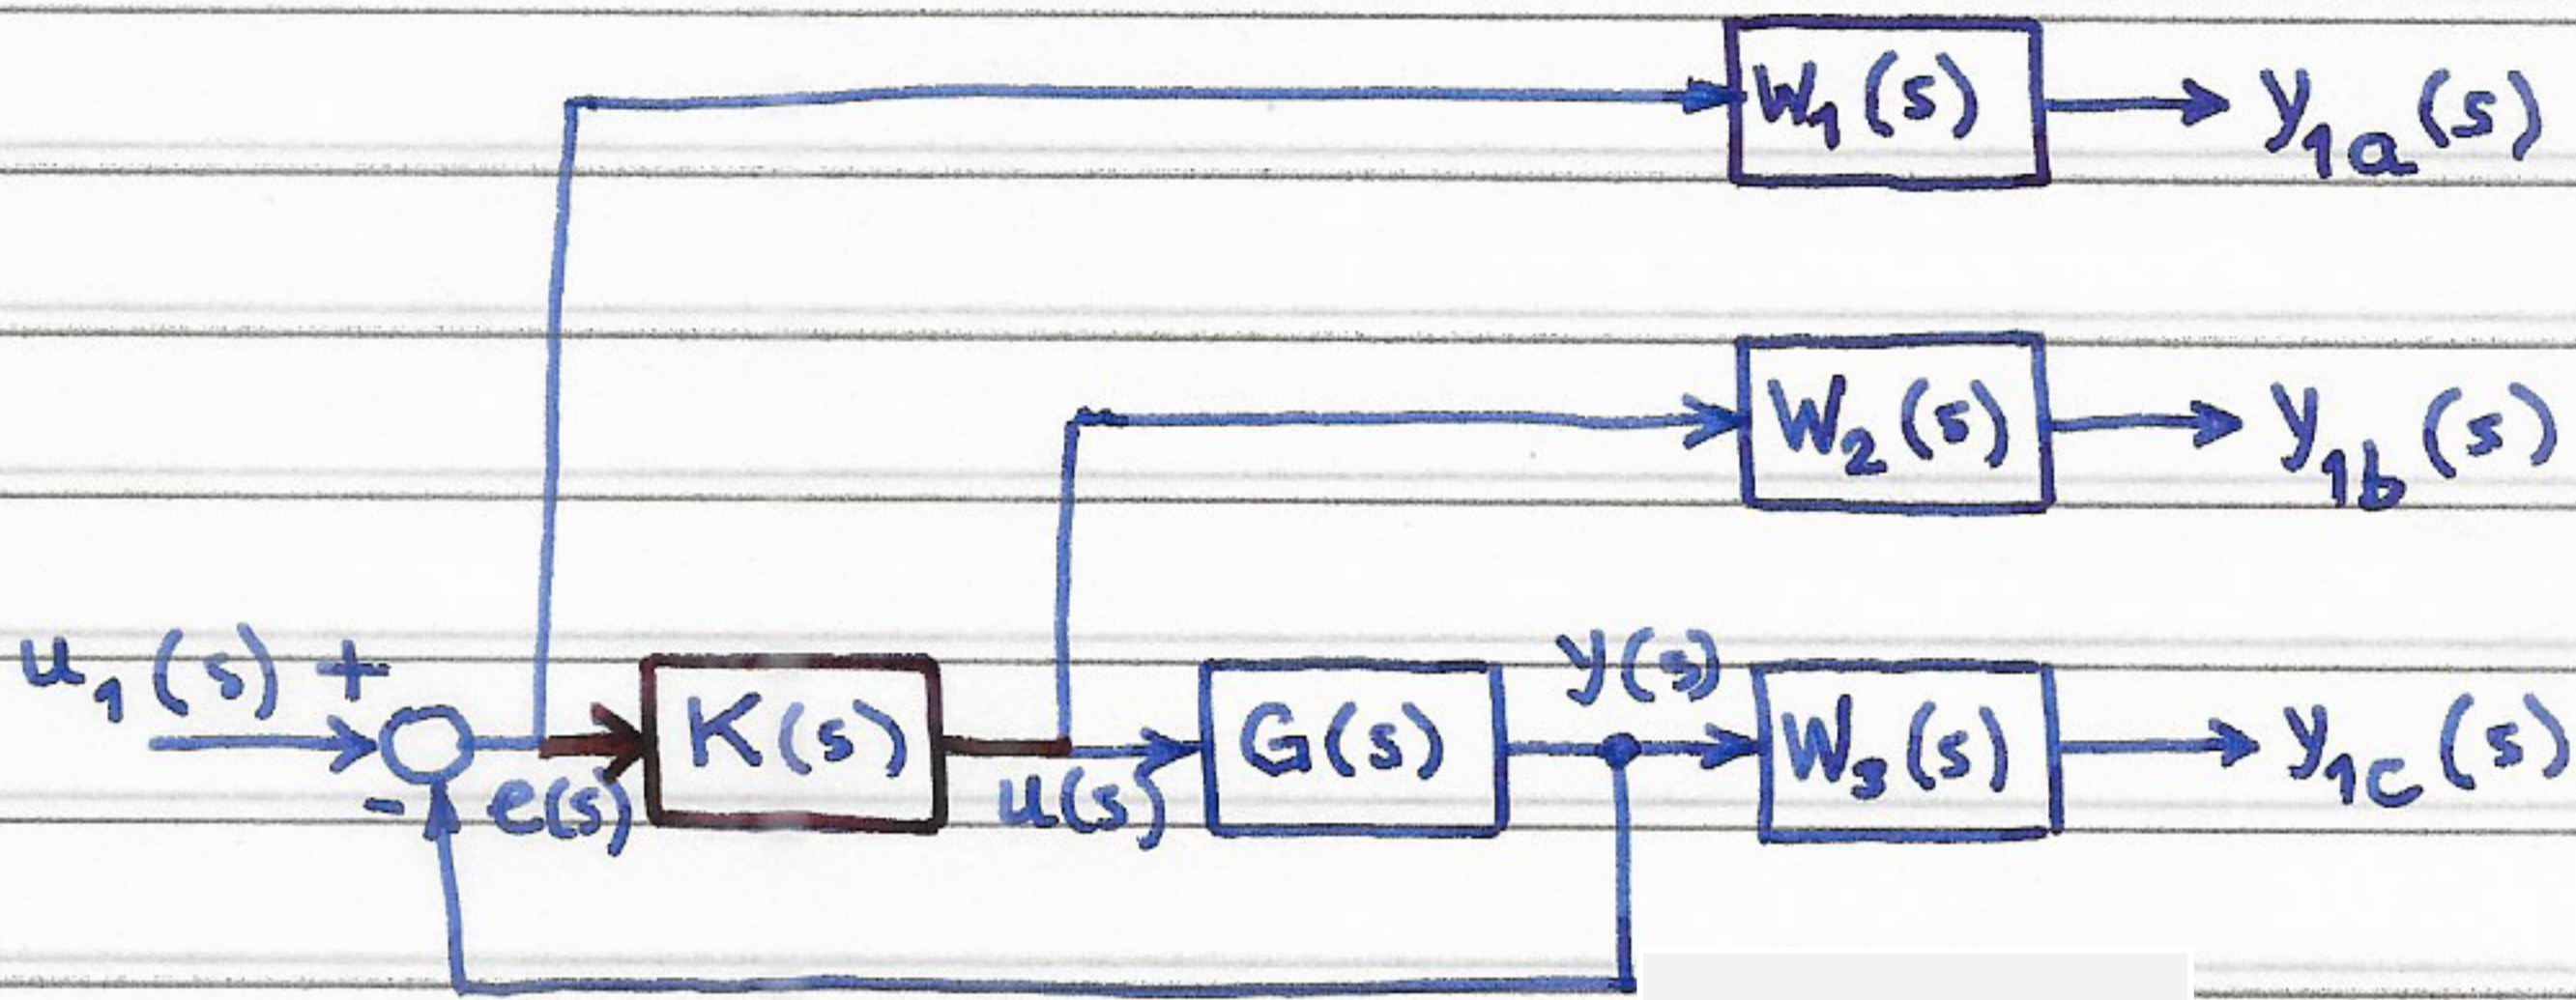 W₁(s) y₁ₐ(s)
W₂(s) y₁b(s)
u₁(s) + y(s)
K(s) G(s) W₃(s) y₁c(s)
- e(s) u(s)